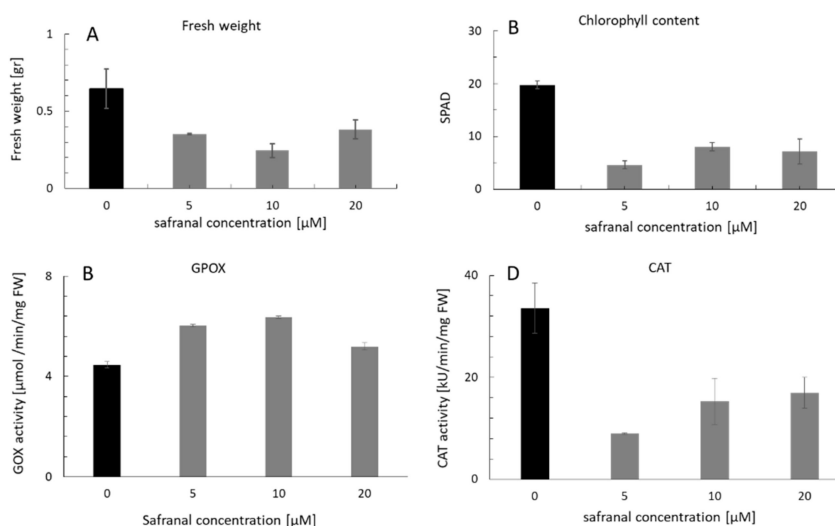 A
Fresh weight
1
0.5
0
Fresh weight [gr]
0 5 10 20
safranal concentration [µM]
B
Chlorophyll content
30
20
10
0
SPAD
0 5 10 20
safranal concentration [µM]
B
GPOX
8
4
0
GOX activity [µmol /min/mg FW]
0 5 10 20
Safranal concentration [µM]
D
CAT
40
20
0
CAT activity [kU/min/mg FW]
0 5 10 20
safranal concentration [µM]